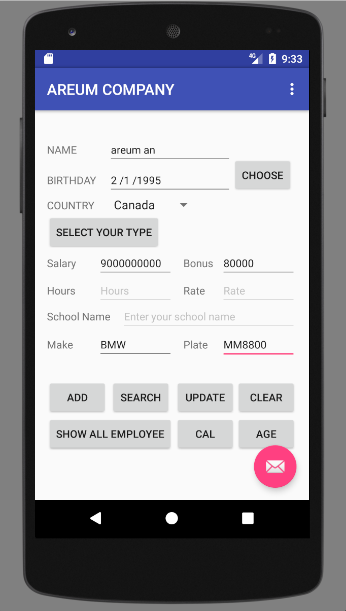 4G 9:33
AREUM COMPANY
NAME areum an
BIRTHDAY 2 /1 /1995 CHOOSE
COUNTRY Canada
SELECT YOUR TYPE
Salary 9000000000 Bonus 80000
Hours Hours Rate Rate
School Name Enter your school name
Make BMW Plate MM8800
ADD SEARCH UPDATE CLEAR
SHOW ALL EMPLOYEE CAL AGE